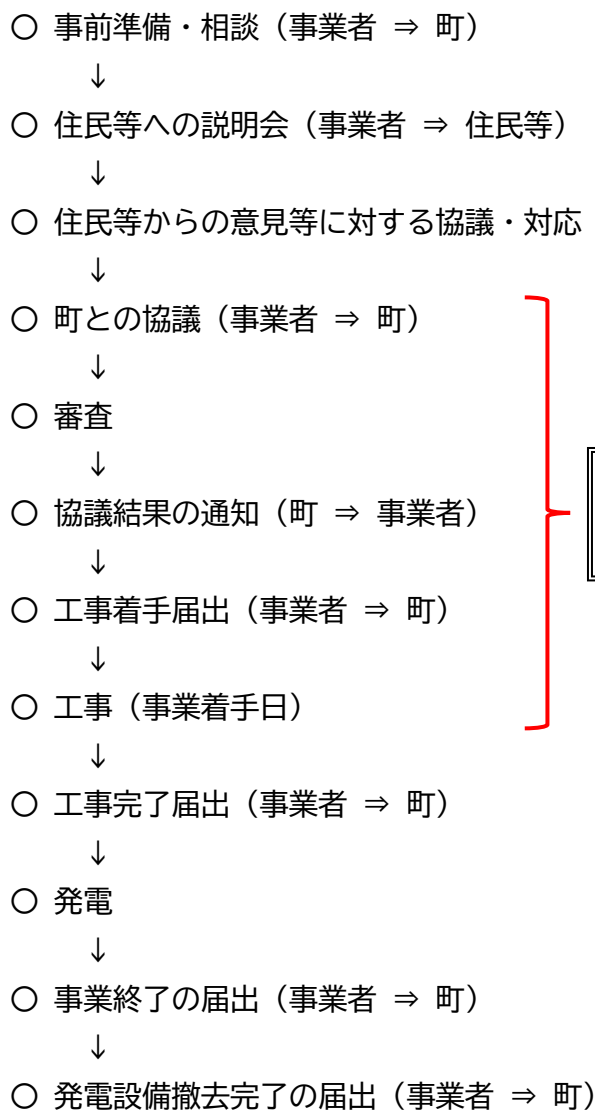 〇 事前準備・相談（事業者 ⇒ 町）
↓
〇 住民等への説明会（事業者 ⇒ 住民等）
↓
〇 住民等からの意見等に対する協議・対応
↓
〇 町との協議（事業者 ⇒ 町）
↓
〇 審査
↓
〇 協議結果の通知（町 ⇒ 事業者）
↓
〇 工事着手届出（事業者 ⇒ 町）
↓
〇 工事（事業着手日）
↓
〇 工事完了届出（事業者 ⇒ 町）
↓
〇 発電
↓
〇 事業終了の届出（事業者 ⇒ 町）
↓
〇 発電設備撤去完了の届出（事業者 ⇒ 町）